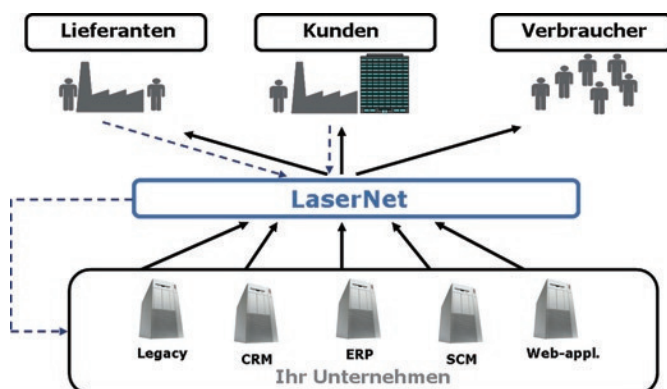 Lieferanten
Kunden
Verbraucher
LaserNet
Legacy
CRM
ERP
SCM
Web-appl.
Ihr Unternehmen